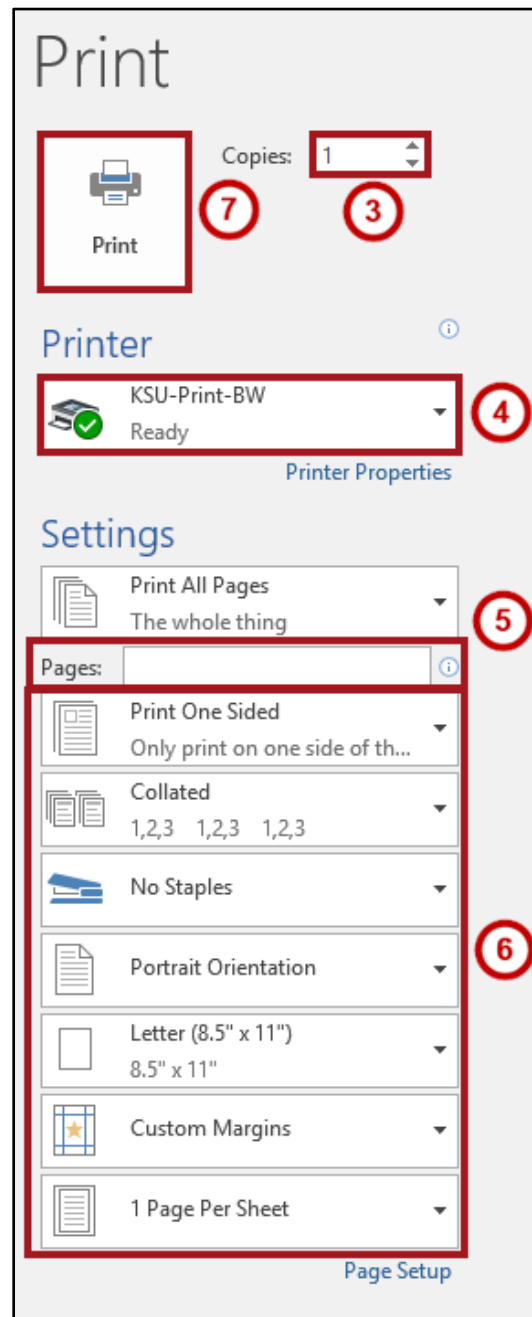 Print
Copies: 1
Print
7
3
Printer
KSU-Print-BW
Ready
4
Printer Properties
Settings
Print All Pages
The whole thing
5
Pages:
Print One Sided
Only print on one side of th...
Collated
1,2,3 1,2,3 1,2,3
No Staples
6
Portrait Orientation
Letter (8.5" x 11")
8.5" x 11"
Custom Margins
1 Page Per Sheet
Page Setup